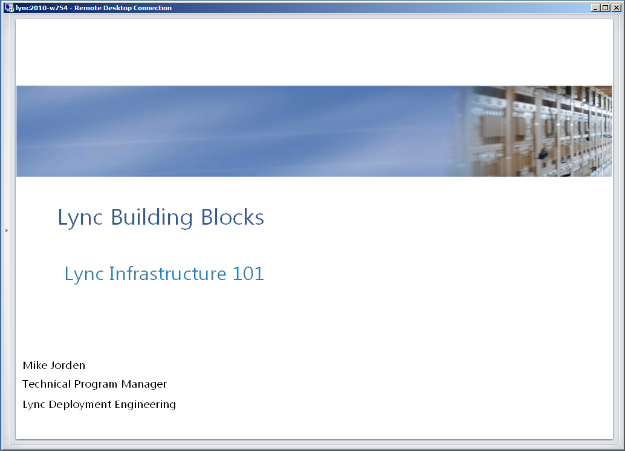 lync2010-w754 - Remote Desktop Connection
Lync Building Blocks
Lync Infrastructure 101
Mike Jorden
Technical Program Manager
Lync Deployment Engineering